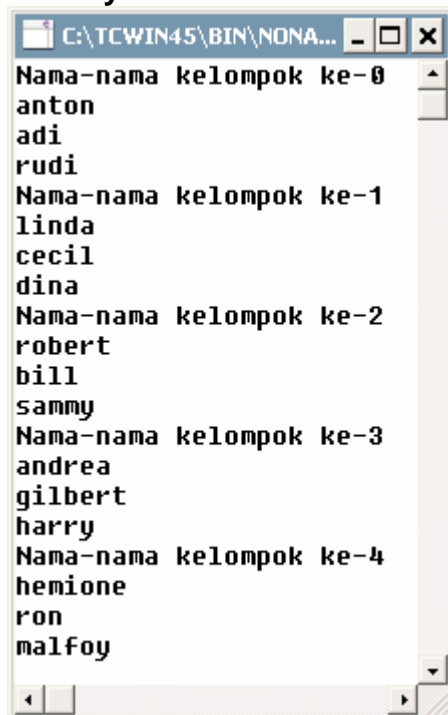 C:\TCWIN45\BIN\NONA...
Nama-nama kelompok ke-0
anton
adi
rudi
Nama-nama kelompok ke-1
linda
cecil
dina
Nama-nama kelompok ke-2
robert
bill
sammy
Nama-nama kelompok ke-3
andrea
gilbert
harry
Nama-nama kelompok ke-4
hemione
ron
malfoy